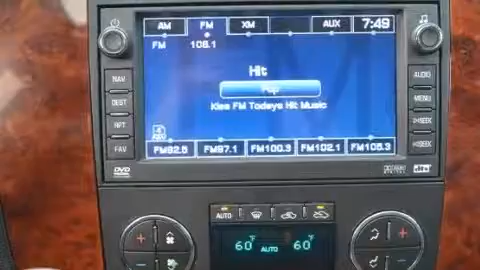 AM FM XM AUX 7:49
FM 106.1
Hit
Pop
Kiss FM Todays Hit Music
FM92.5 FM97.1 FM100.3 FM102.1 FM105.3
NAV
DEST
RPT
FAV
AUDIO
MENU
SEEK
SEEK
DVD
dts
AUTO
60°F AUTO 60°F